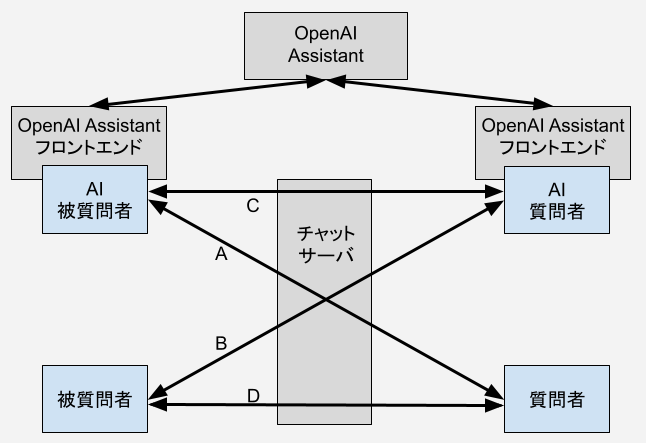 OpenAI
Assistant
OpenAI Assistant
フロントエンド
OpenAI Assistant
フロントエンド
AI
被質問者
AI
質問者
C
チャット
サーバ
A
B
被質問者
D
質問者